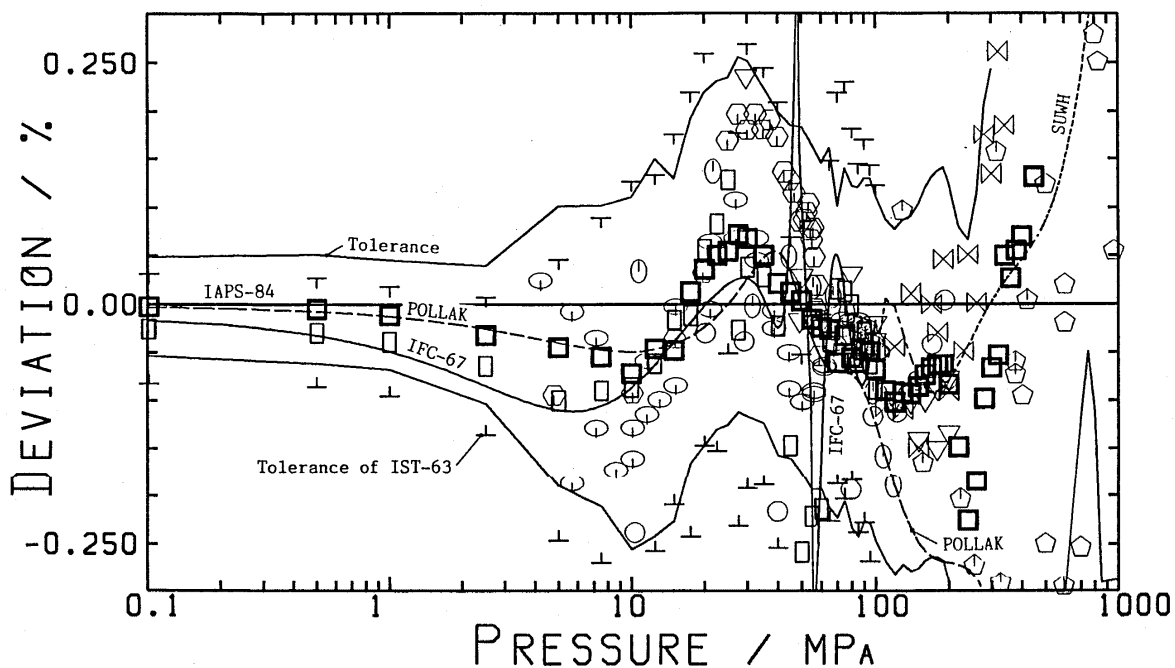 0.250
DEVIATION / %
SUWH
Tolerance
IAPS-84
0.00
POLLAK
IFC-67
IFC-67
Tolerance of IST-63
-0.250
POLLAK
0.1
1
10
100
1000
PRESSURE / MPA